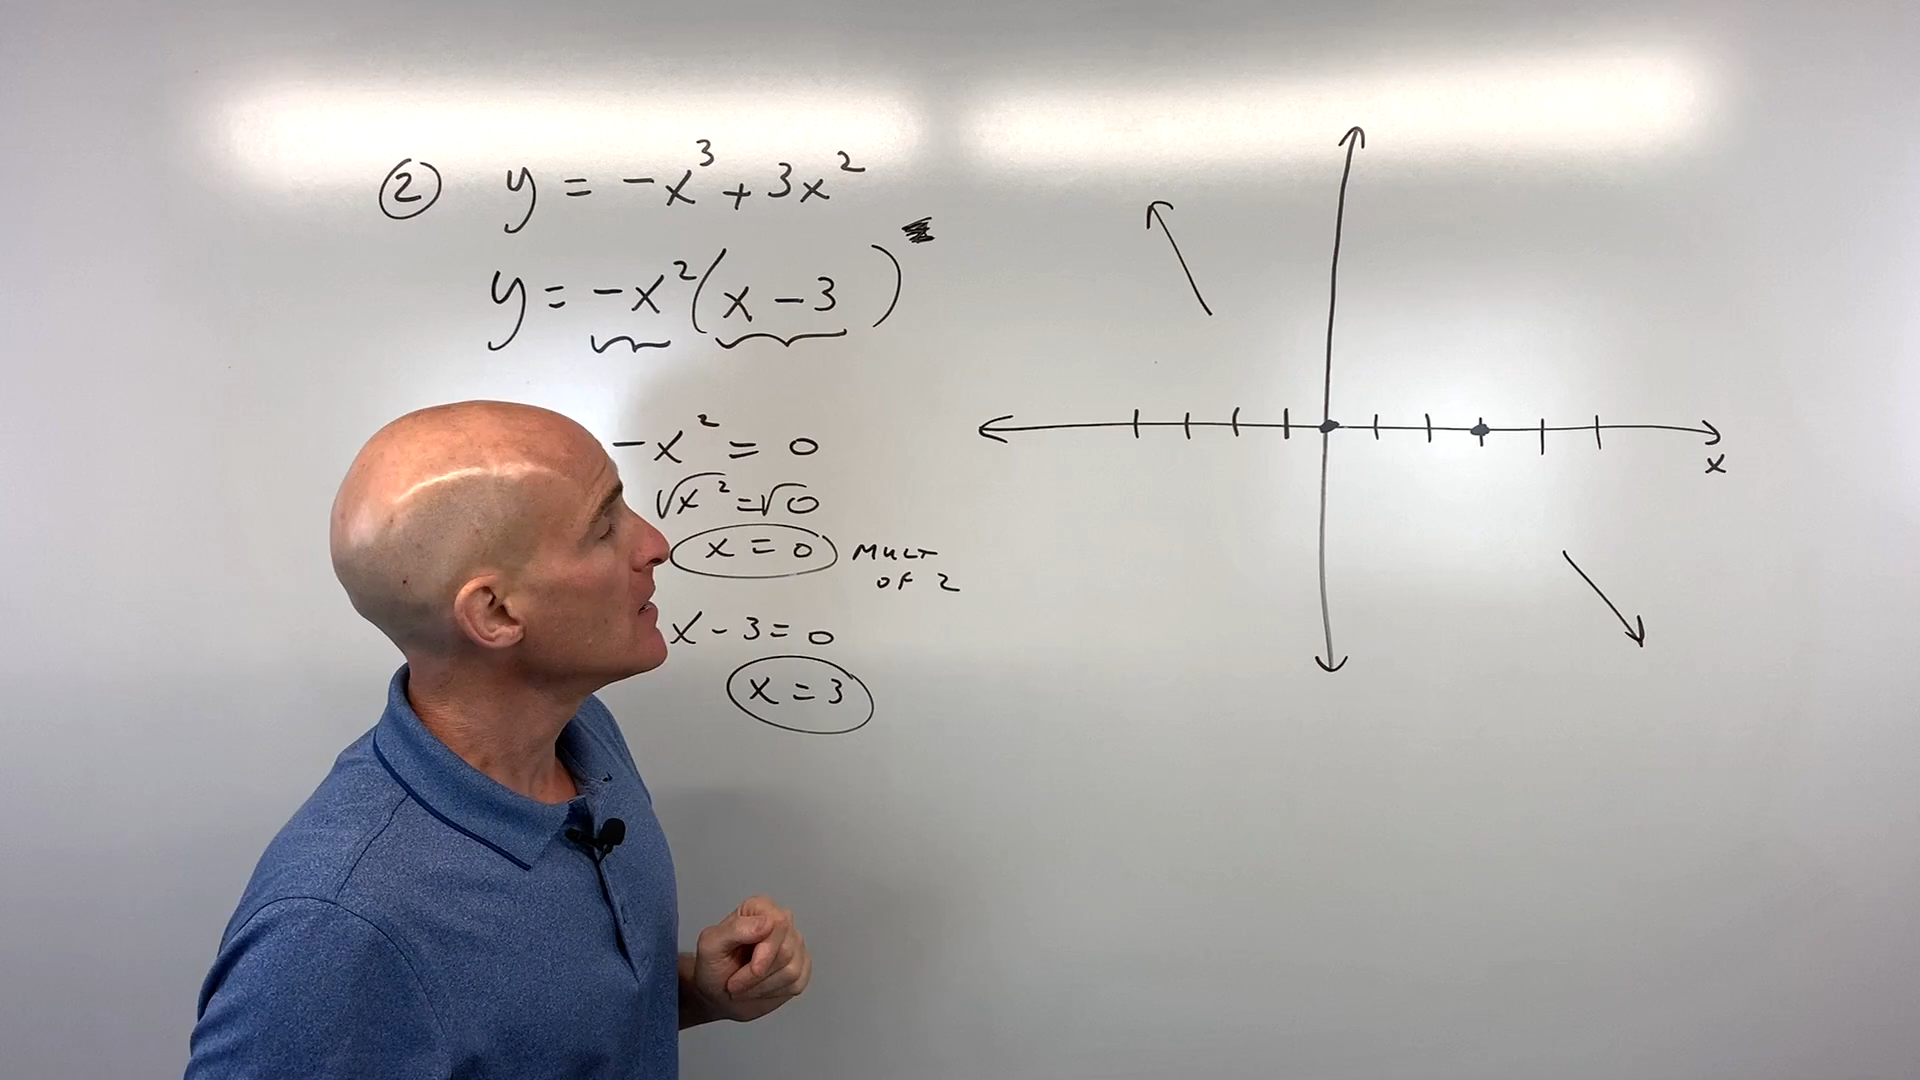 ② y = -x³ + 3x²
y = -x²(x - 3)
-x² = 0
√x² = √0
x = 0 MULT
OF 2
x - 3 = 0
x = 3
x